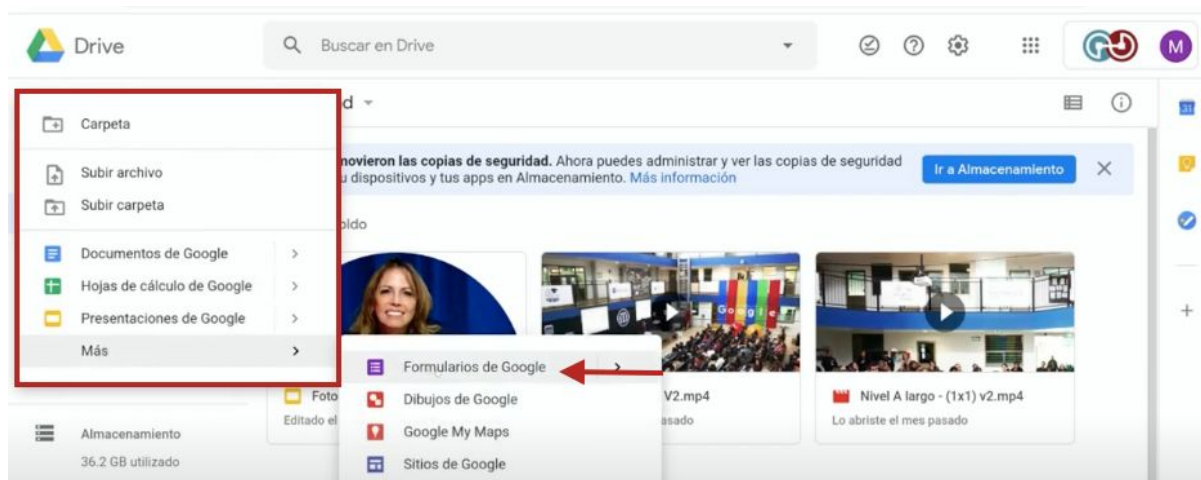 Drive
Buscar en Drive
M
Carpeta
Subir archivo
Subir carpeta
Documentos de Google
Hojas de cálculo de Google
Presentaciones de Google
Más
Almacenamiento
36.2 GB utilizado
d
movieron las copias de seguridad. Ahora puedes administrar y ver las copias de seguridad
u dispositivos y tus apps en Almacenamiento. Más información
Ir a Almacenamiento
31
oldo
Google
Formularios de Google
Dibujos de Google
Google My Maps
Sitios de Google
Foto
Editado el
V2.mp4
asado
Nivel A largo - (1x1) v2.mp4
Lo abriste el mes pasado